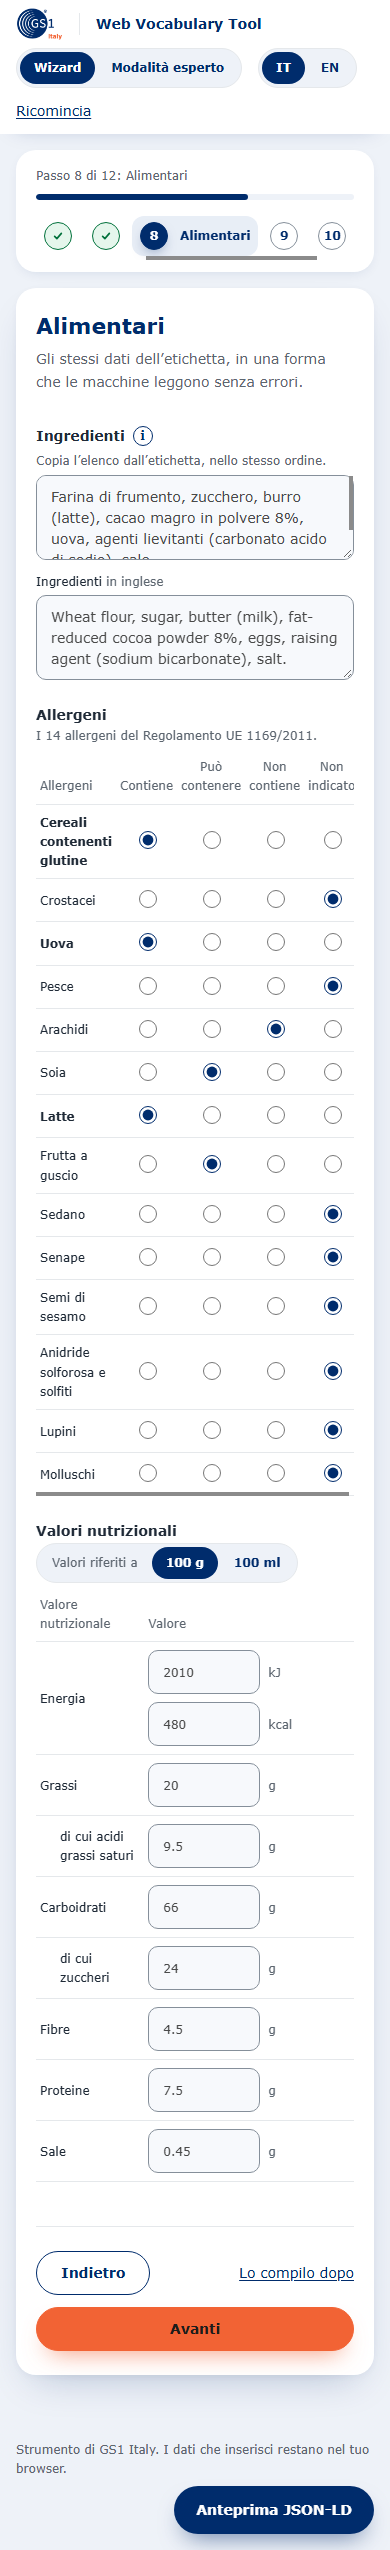 GS1 Italy
Web Vocabulary Tool
Wizard Modalità esperto IT EN
Ricomincia
Passo 8 di 12: Alimentari
8 Alimentari 9 10
Alimentari
Gli stessi dati dell’etichetta, in una forma
che le macchine leggono senza errori.
Ingredienti i
Copia l’elenco dall’etichetta, nello stesso ordine.
Farina di frumento, zucchero, burro
(latte), cacao magro in polvere 8%,
uova, agenti lievitanti (carbonato acido
di sodio), sale.
Ingredienti in inglese
Wheat flour, sugar, butter (milk), fat-
reduced cocoa powder 8%, eggs, raising
agent (sodium bicarbonate), salt.
Allergeni
I 14 allergeni del Regolamento UE 1169/2011.
Può Non Non
Allergeni Contiene contenere contiene indicato
Cereali
contenenti
glutine
Crostacei
Uova
Pesce
Arachidi
Soia
Latte
Frutta a
guscio
Sedano
Senape
Semi di
sesamo
Anidride
solforosa e
solfiti
Lupini
Molluschi
Valori nutrizionali
Valori riferiti a 100 g 100 ml
Valore
nutrizionale Valore
2010 kJ
Energia
480 kcal
Grassi 20 g
di cui acidi
grassi saturi 9.5 g
Carboidrati 66 g
di cui
zuccheri 24 g
Fibre 4.5 g
Proteine 7.5 g
Sale 0.45 g
Indietro Lo compilo dopo
Avanti
Strumento di GS1 Italy. I dati che inserisci restano nel tuo
browser.
Anteprima JSON-LD